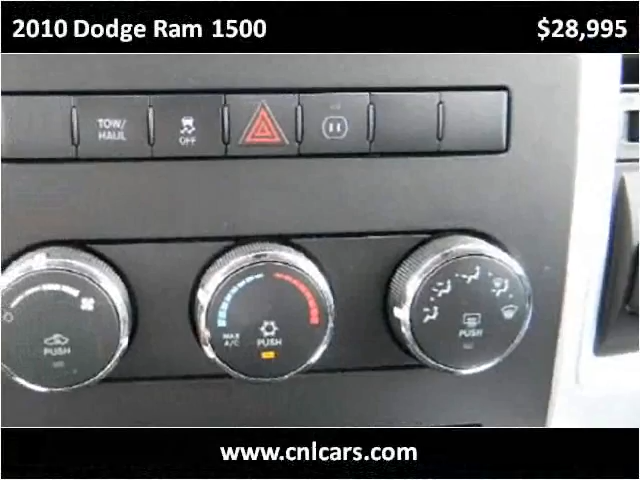 2010 Dodge Ram 1500 $28,995
TOW/
HAUL
OFF
PUSH
MAX
A/C
PUSH
PUSH
www.cnlcars.com